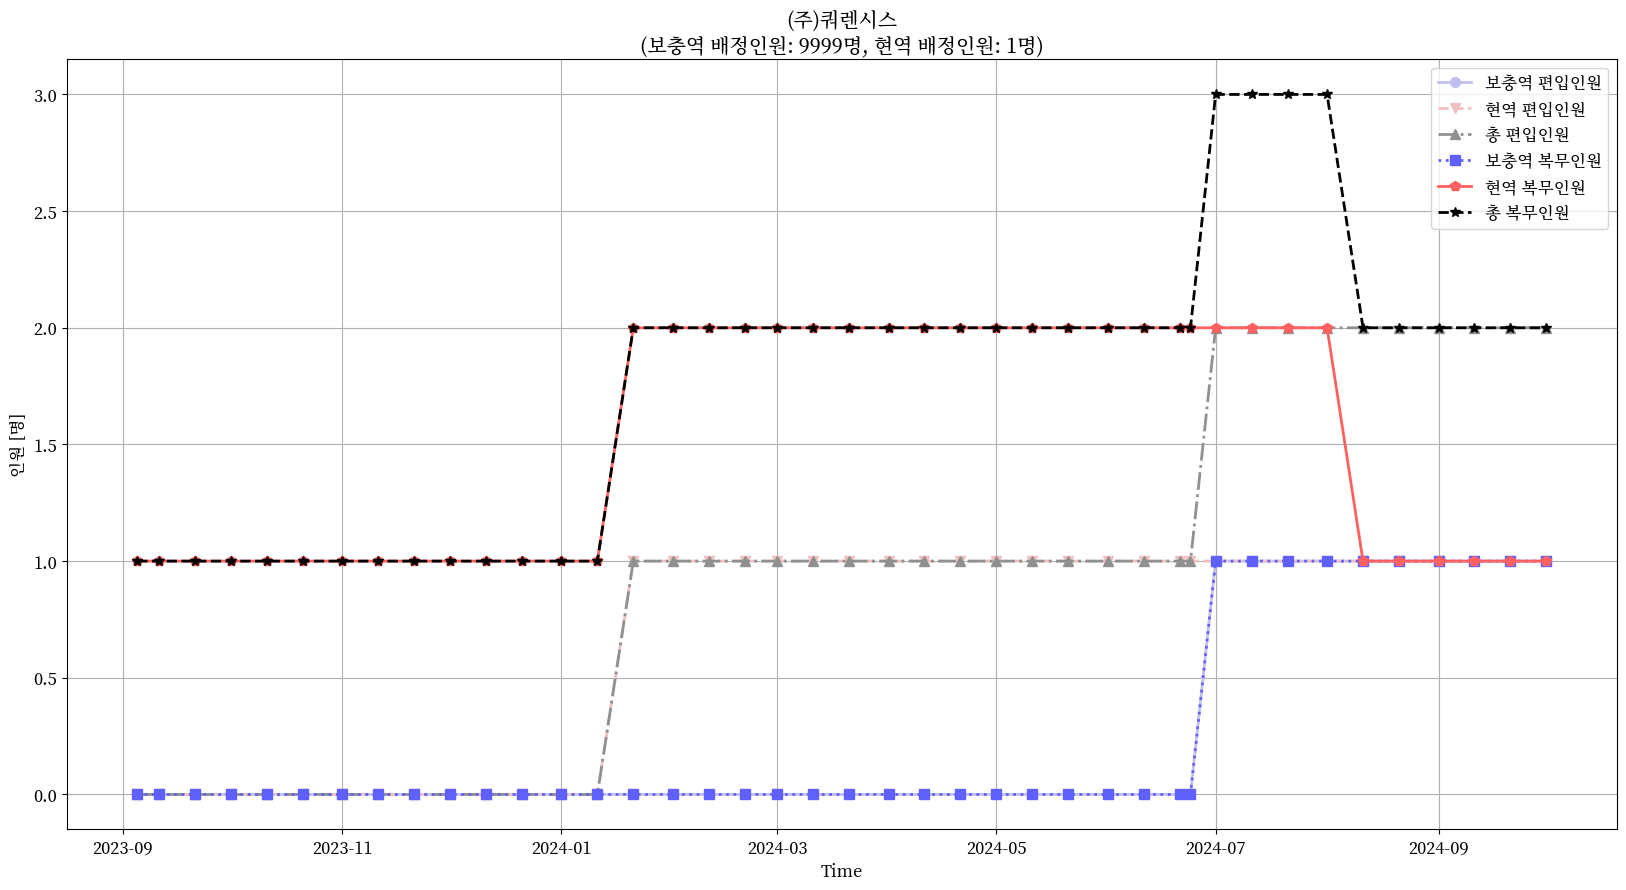 (주)쿼렌시스
(보충역 배정인원: 9999명, 현역 배정인원: 1명)
보충역 편입인원
현역 편입인원
총 편입인원
보충역 복무인원
현역 복무인원
총 복무인원
3.0
2.5
2.0
1.5
1.0
0.5
0.0
인원 [명]
2023-09
2023-11
2024-01
2024-03
2024-05
2024-07
2024-09
Time